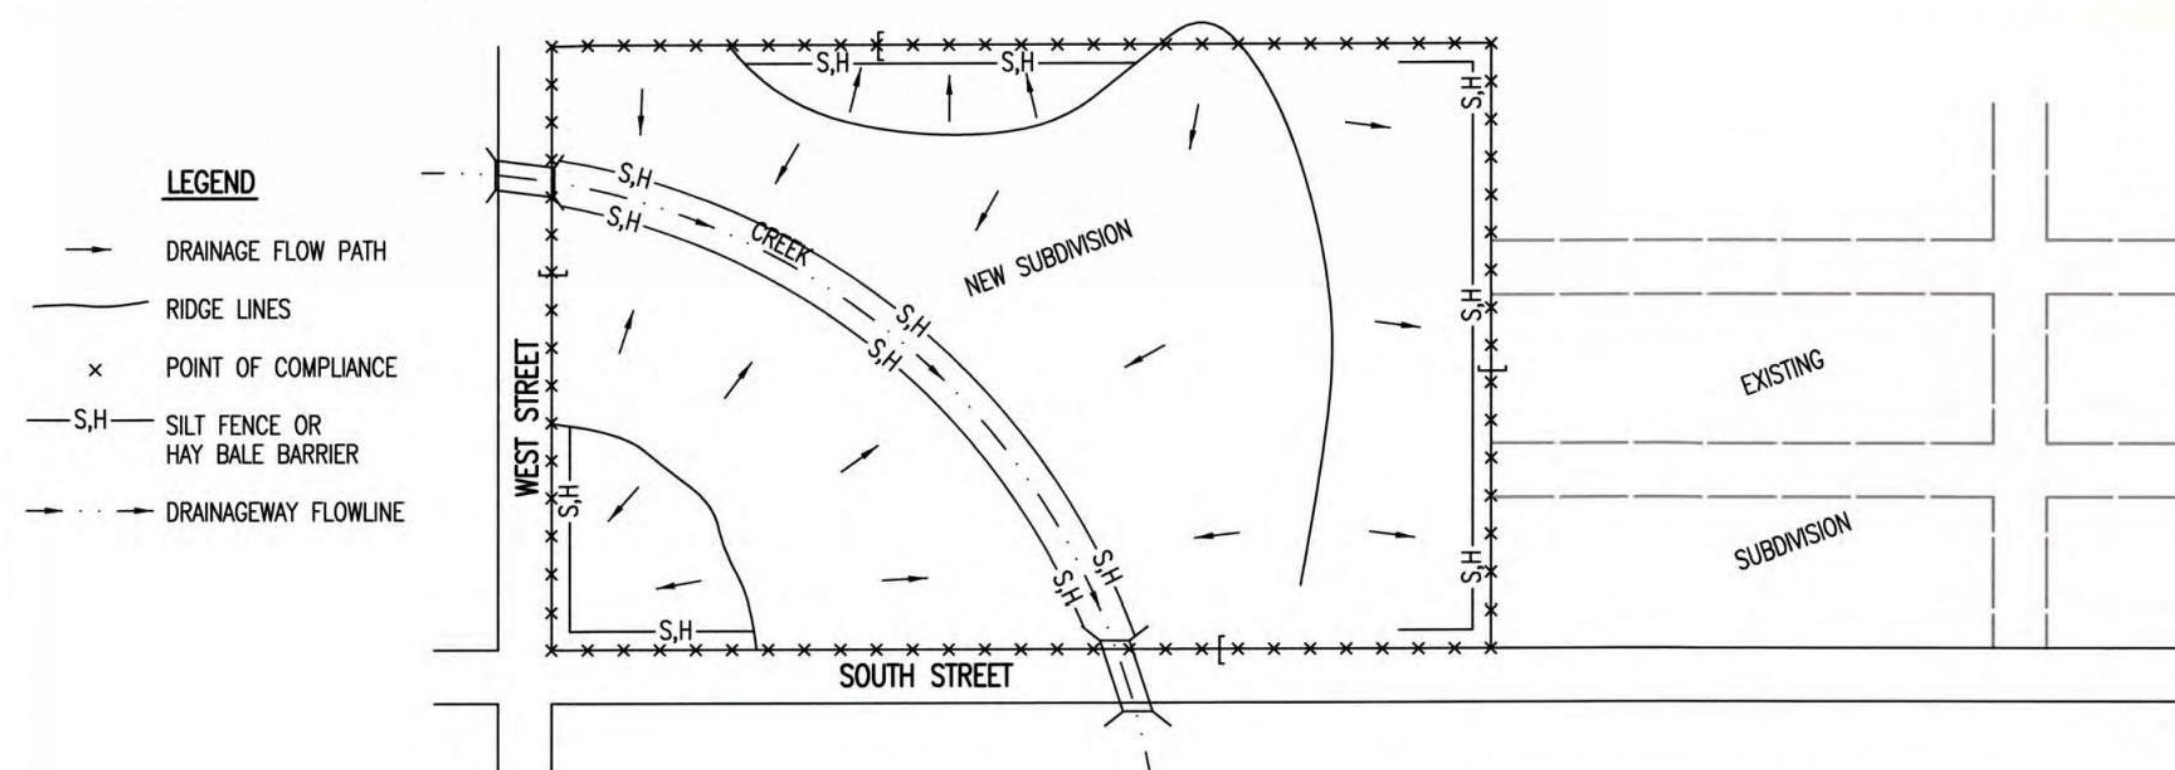 LEGEND
DRAINAGE FLOW PATH
RIDGE LINES
POINT OF COMPLIANCE
S,H
SILT FENCE OR
HAY BALE BARRIER
DRAINAGEWAY FLOWLINE
S,H
S,H
S,H
S,H
S,H
CREEK
NEW SUBDIVISION
S,H
S,H
S,H
WEST STREET
EXISTING
S,H
SUBDIVISION
S,H
S,H
S,H
S,H
SOUTH STREET